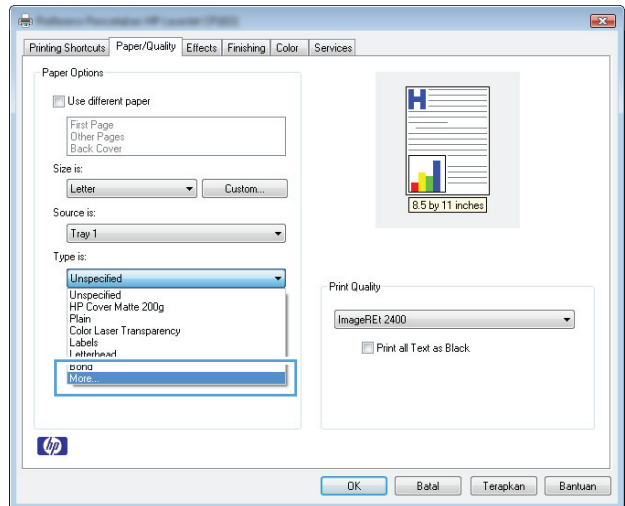 Printing Shortcuts Paper/Quality Effects Finishing Color Services
Paper Options
Use different paper
First Page
Other Pages
Back Cover
Size is:
Letter
Custom...
Source is:
Tray 1
Type is:
Unspecified
Unspecified
HP Cover Matte 200g
Plain
Color Laser Transparency
Labels
Letterhead
Bond
More...
H
8.5 by 11 inches
Print Quality
ImageREt 2400
Print all Text as Black
hp
OK Batal Terapkan Bantuan